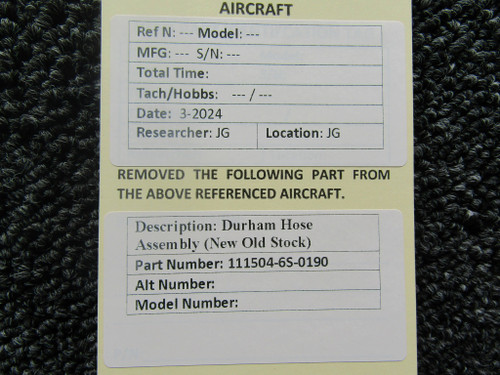 AIRCRAFT
Ref N: --- Model: ---
MFG: --- S/N: ---
Total Time:
Tach/Hobbs: --- / ---
Date: 3-2024
Researcher: JG Location: JG
REMOVED THE FOLLOWING PART FROM
THE ABOVE REFERENCED AIRCRAFT.
Description: Durham Hose
Assembly (New Old Stock)
Part Number: 111504-6S-0190
Alt Number:
Model Number: